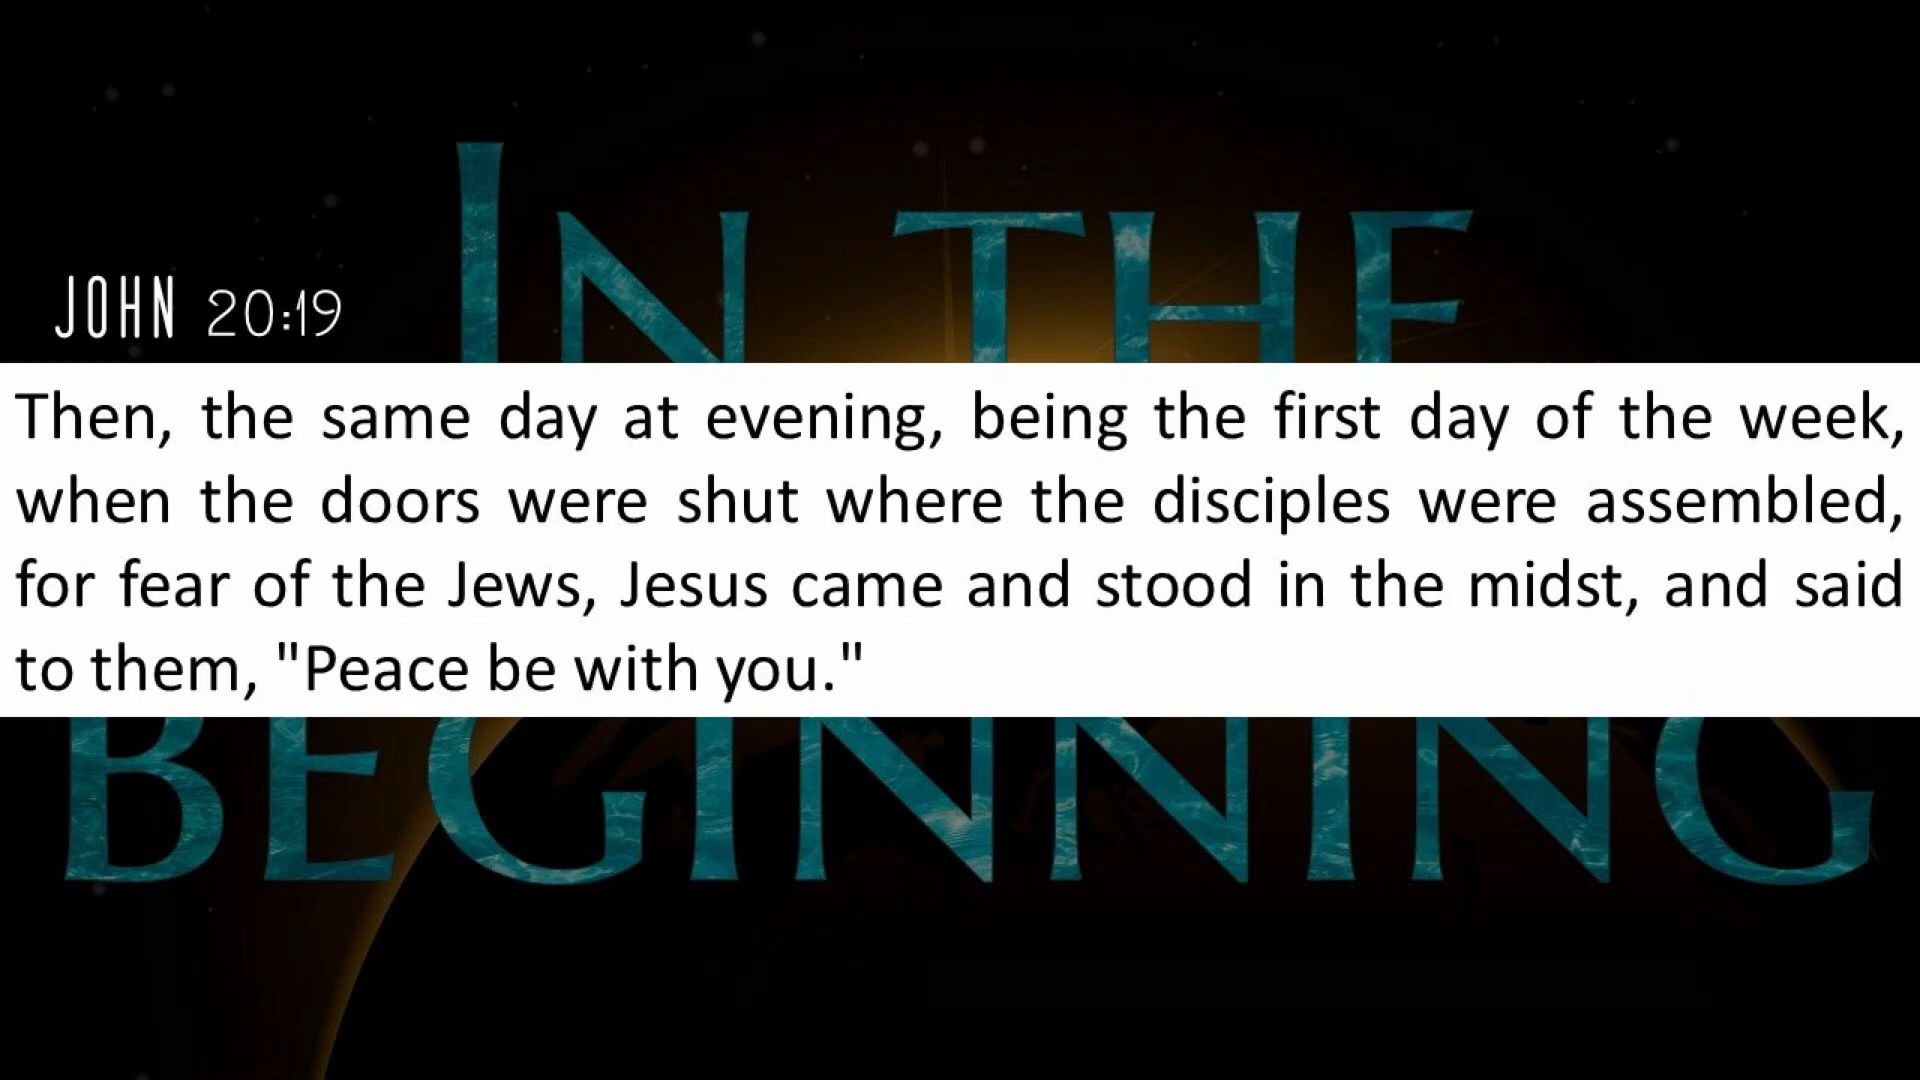 IN THE
JOHN 20:19
Then, the same day at evening, being the first day of the week,
when the doors were shut where the disciples were assembled,
for fear of the Jews, Jesus came and stood in the midst, and said
to them, "Peace be with you."
BEGINNING